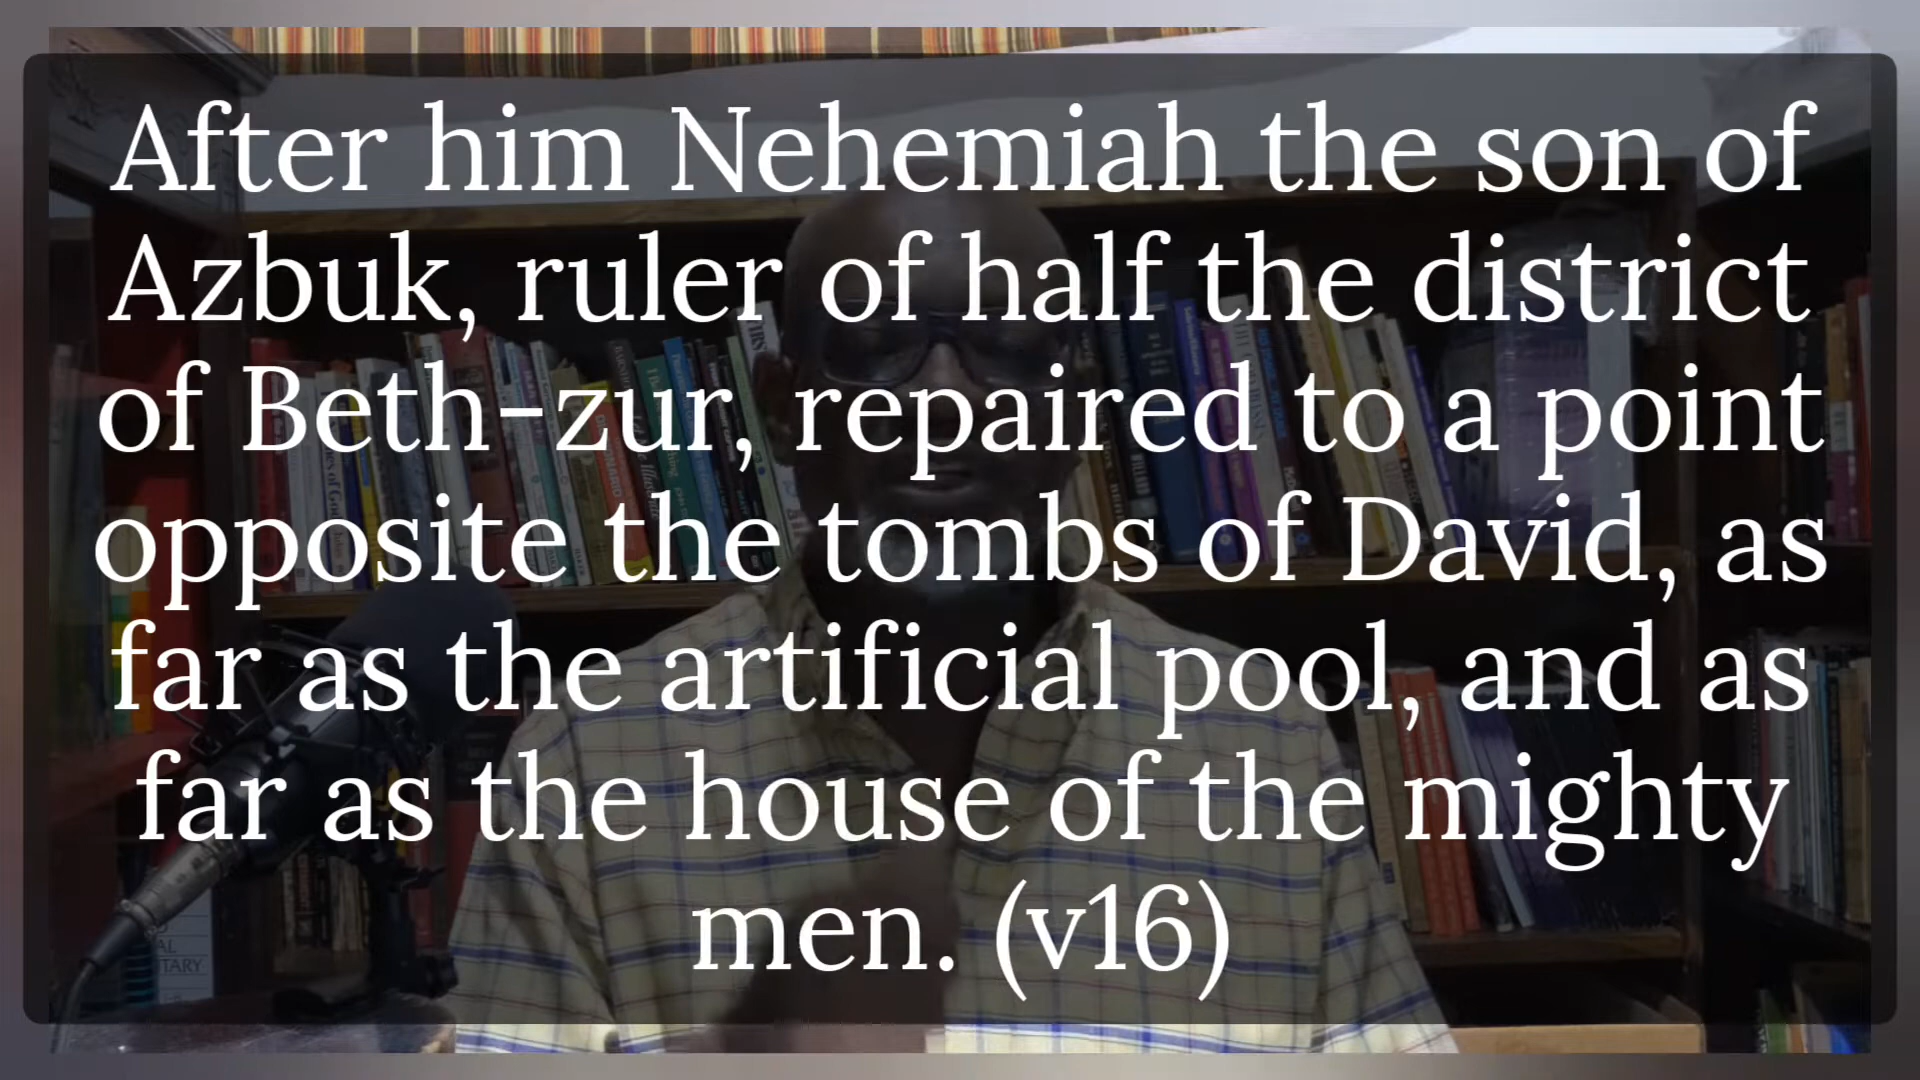 After him Nehemiah the son of
Azbuk, ruler of half the district
of Beth-zur, repaired to a point
opposite the tombs of David, as
far as the artificial pool, and as
far as the house of the mighty
men. (v16)